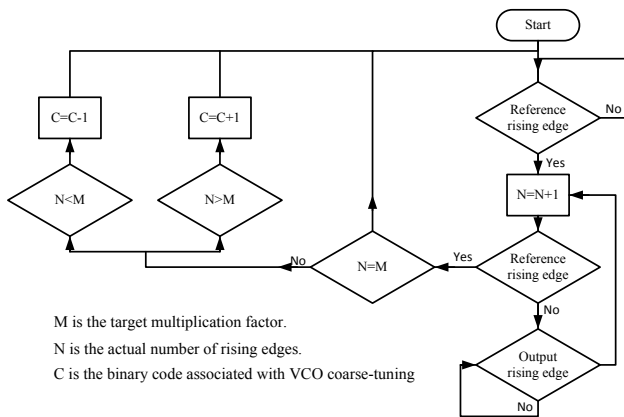 Start
Reference
rising edge
No
Yes
N=N+1
Reference
rising edge
Yes
No
N=M
No
Output
rising edge
No
C=C-1
C=C+1
N<M
N>M
M is the target multiplication factor.
N is the actual number of rising edges.
C is the binary code associated with VCO coarse-tuning